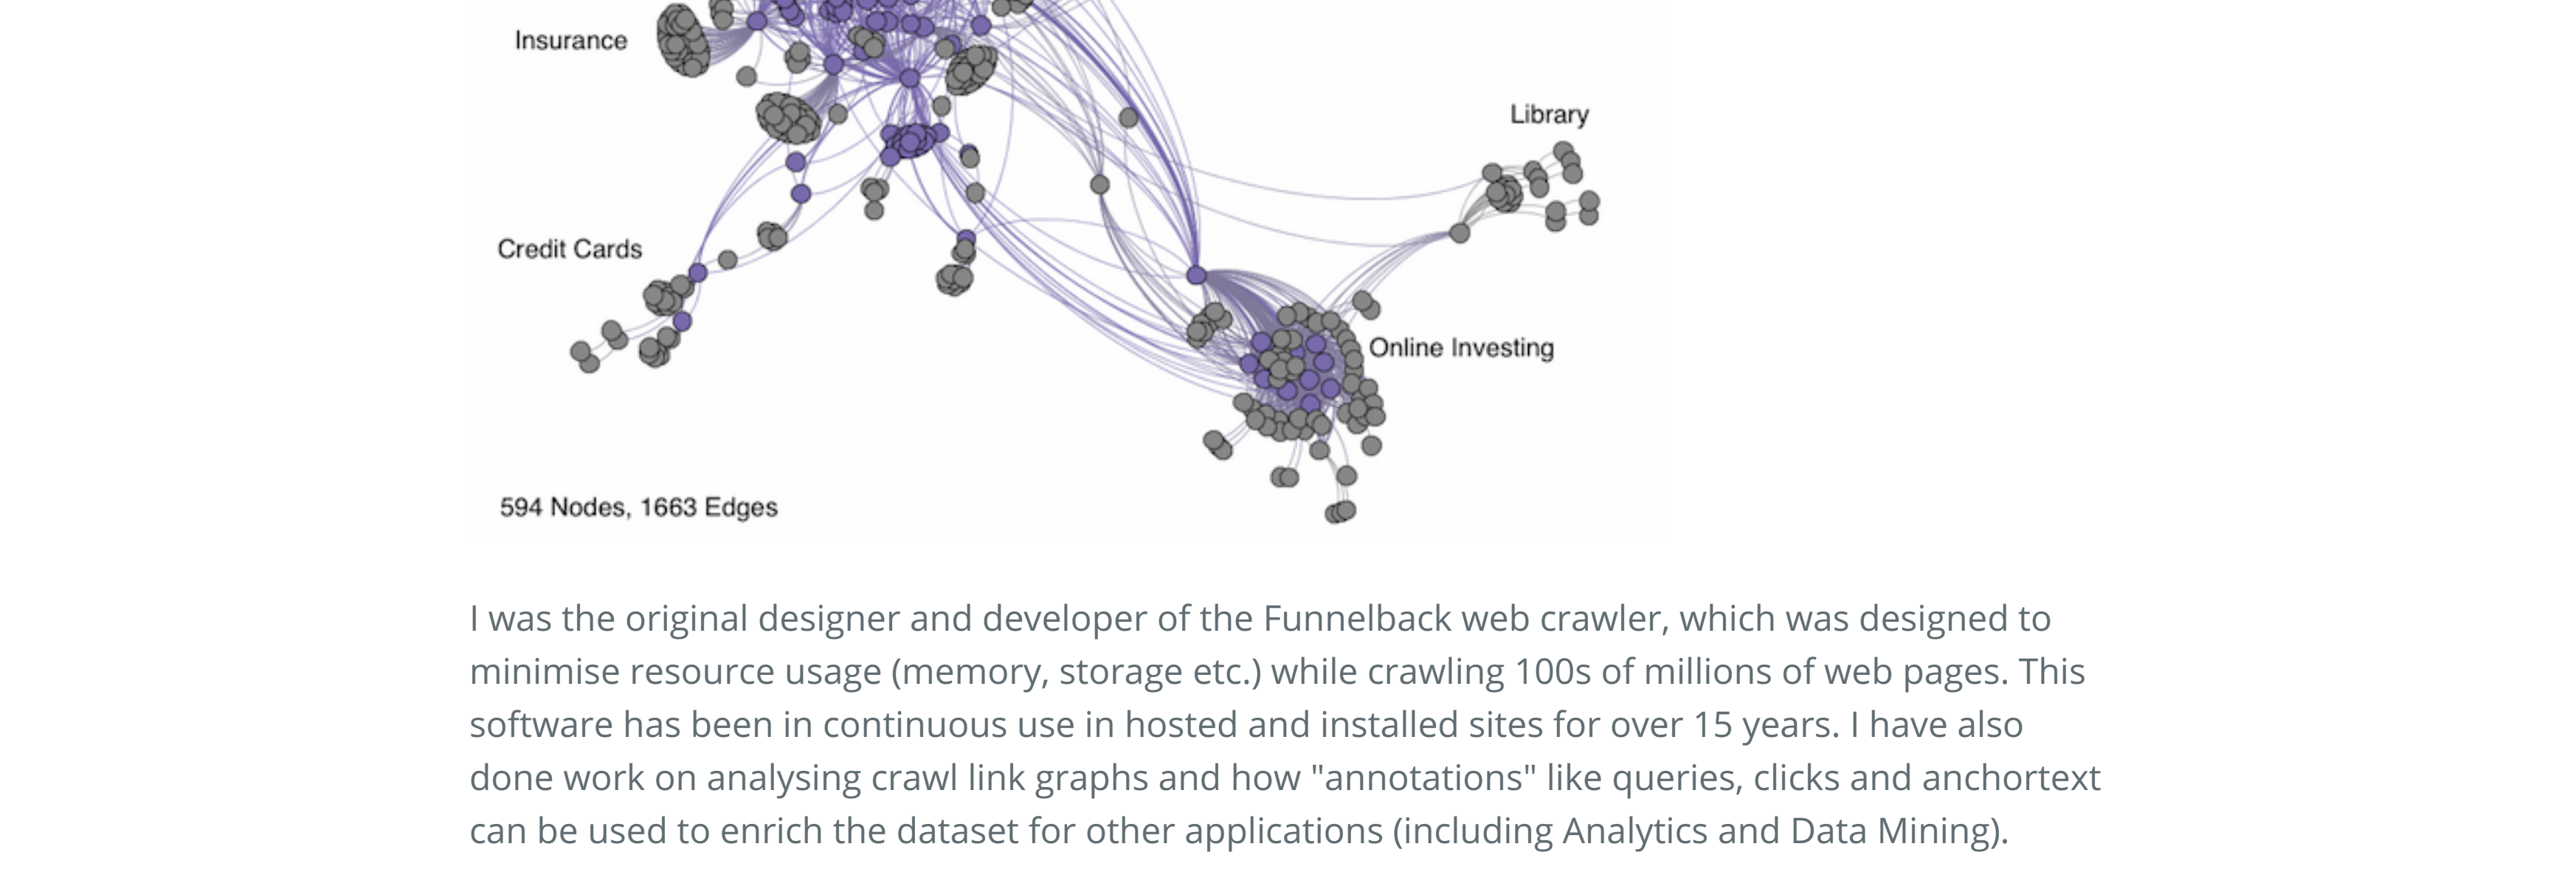 Insurance
Library
Credit Cards
Online Investing
594 Nodes, 1663 Edges
I was the original designer and developer of the Funnelback web crawler, which was designed to
minimise resource usage (memory, storage etc.) while crawling 100s of millions of web pages. This
software has been in continuous use in hosted and installed sites for over 15 years. I have also
done work on analysing crawl link graphs and how "annotations" like queries, clicks and anchortext
can be used to enrich the dataset for other applications (including Analytics and Data Mining).